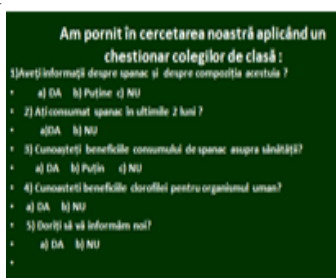 Am pornit în cercetarea noastră aplicând un
chestionar colegilor de clasă :
1)Aveți informații despre spanac și despre compoziția acestuia ?
• a) DA b) Puține c) NU
• 2) Ați consumat spanac în ultimile 2 luni ?
• a)DA b) NU
• 3) Cunoașteți beneficiile consumului de spanac asupra sănătății?
• a) DA b) Puțin c) NU
• 4) Cunoasteti beneficiile clorofilei pentru organismul uman?
• a) DA b) NU
• 5) Doriți să vă informăm noi?
• a) DA b) NU
•